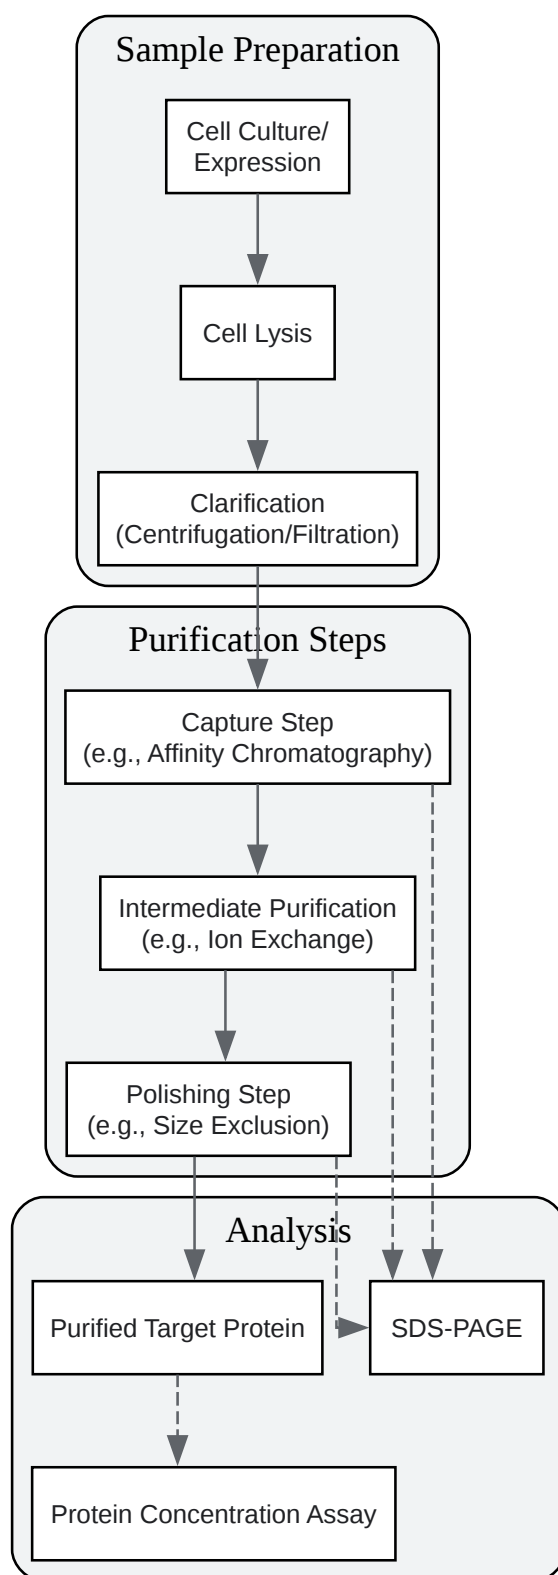 Sample Preparation
Cell Culture/
Expression
Cell Lysis
Clarification
(Centrifugation/Filtration)
Purification Steps
Capture Step
(e.g., Affinity Chromatography)
Intermediate Purification
(e.g., Ion Exchange)
Polishing Step
(e.g., Size Exclusion)
Analysis
Purified Target Protein
SDS-PAGE
Protein Concentration Assay